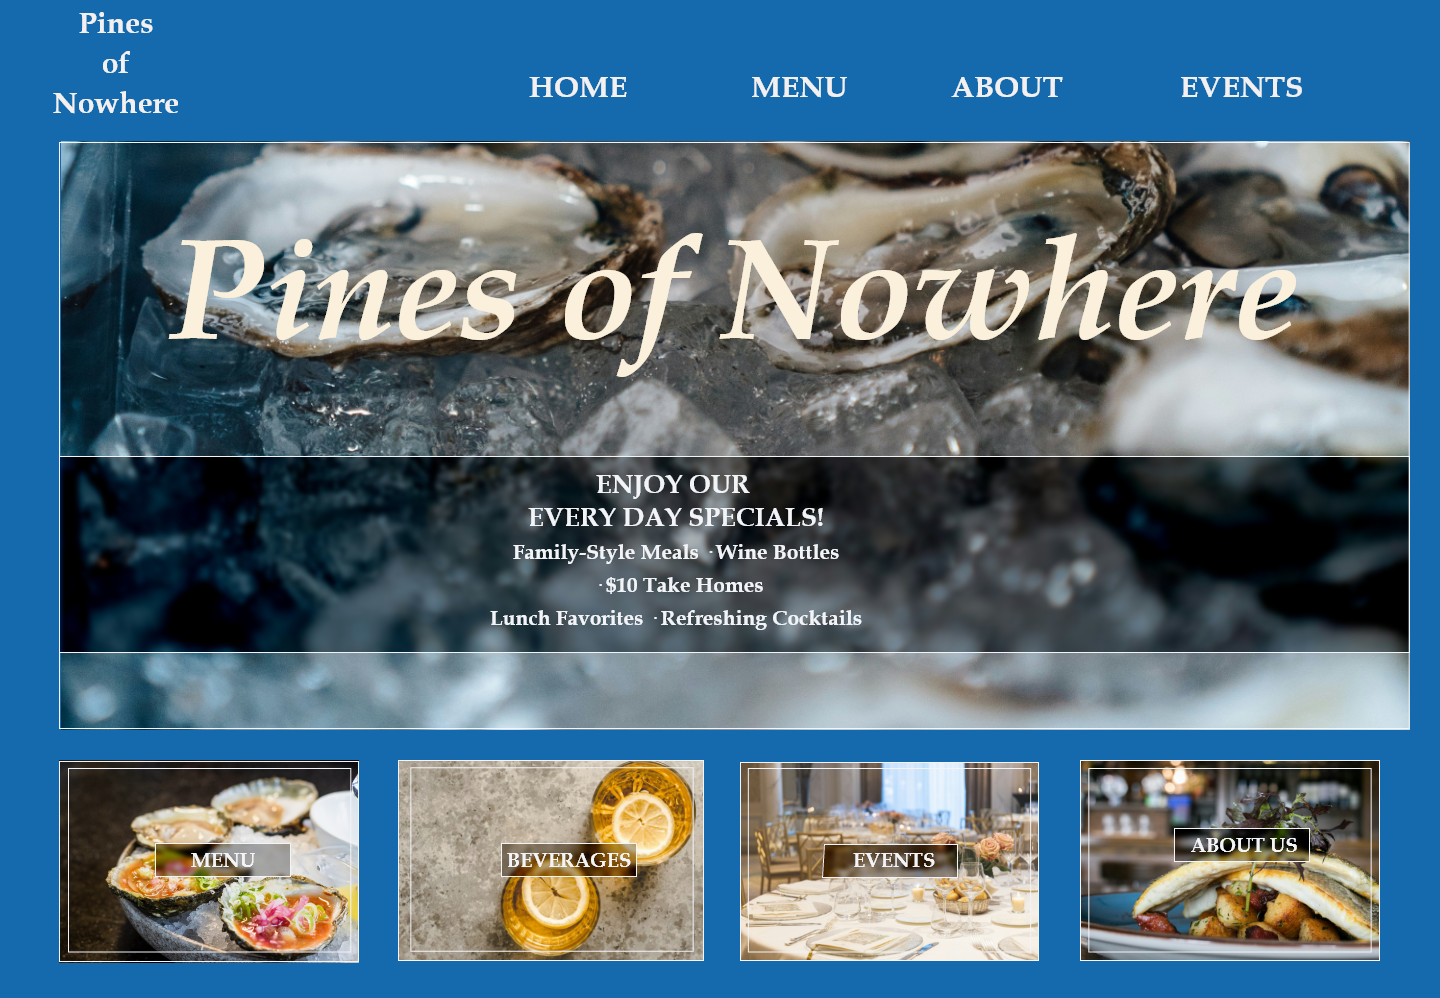 Pines
of
Nowhere
HOME MENU ABOUT EVENTS
Pines of Nowhere
ENJOY OUR
EVERY DAY SPECIALS!
Family-Style Meals ·Wine Bottles
·$10 Take Homes
Lunch Favorites ·Refreshing Cocktails
MENU
BEVERAGES
EVENTS
ABOUT US